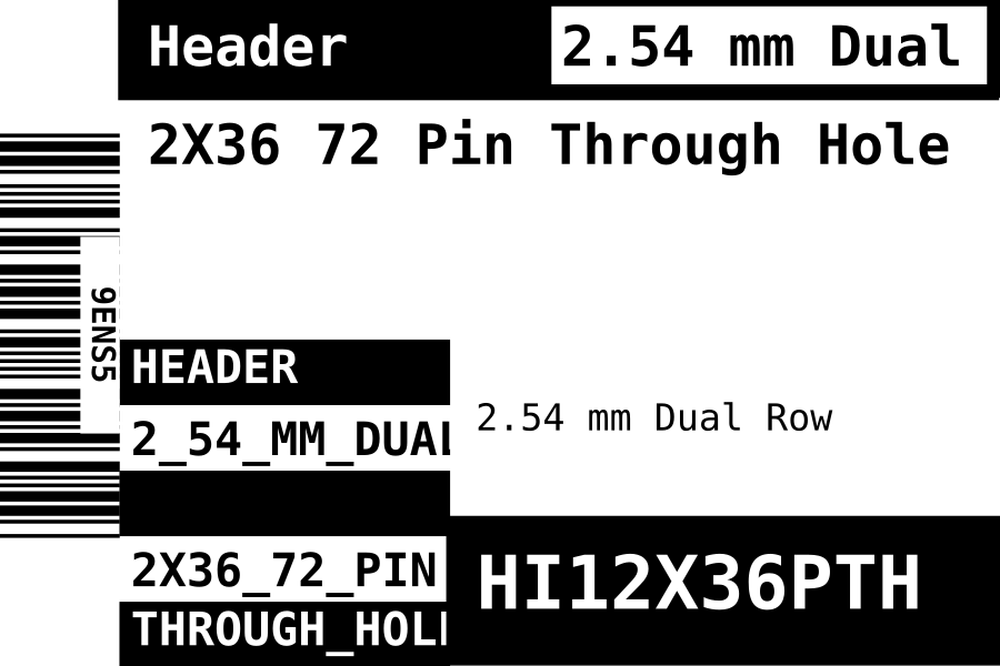 Header
2.54 mm Dual
2X36 72 Pin Through Hole
9ENS5
HEADER
2_54_MM_DUAL
2.54 mm Dual Row
2X36_72_PIN
THROUGH_HOL
HI12X36PTH